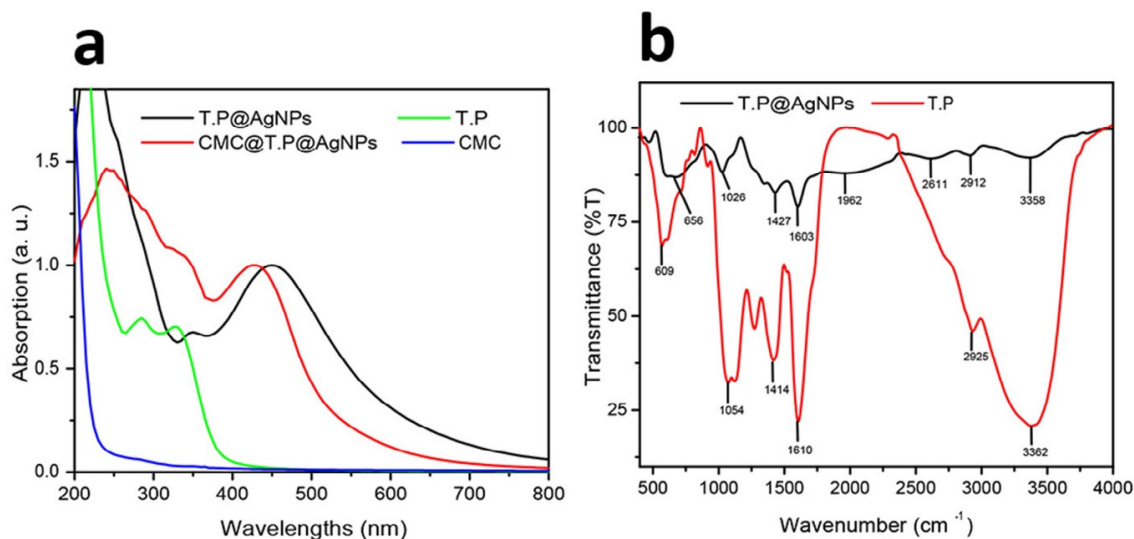 a
T.P@AgNPs
T.P
CMC@T.P@AgNPs
CMC
1.5
1.0
0.5
0.0
Absorption (a. u.)
200 300 400 500 600 700 800
Wavelengths (nm)
b
T.P@AgNPs
T.P
100
75
50
25
Transmittance (%T)
656
1026
1427
1603
1962
2611
2912
3358
609
1054
1414
1610
2925
3362
500 1000 1500 2000 2500 3000 3500 4000
Wavenumber (cm ⁻¹)